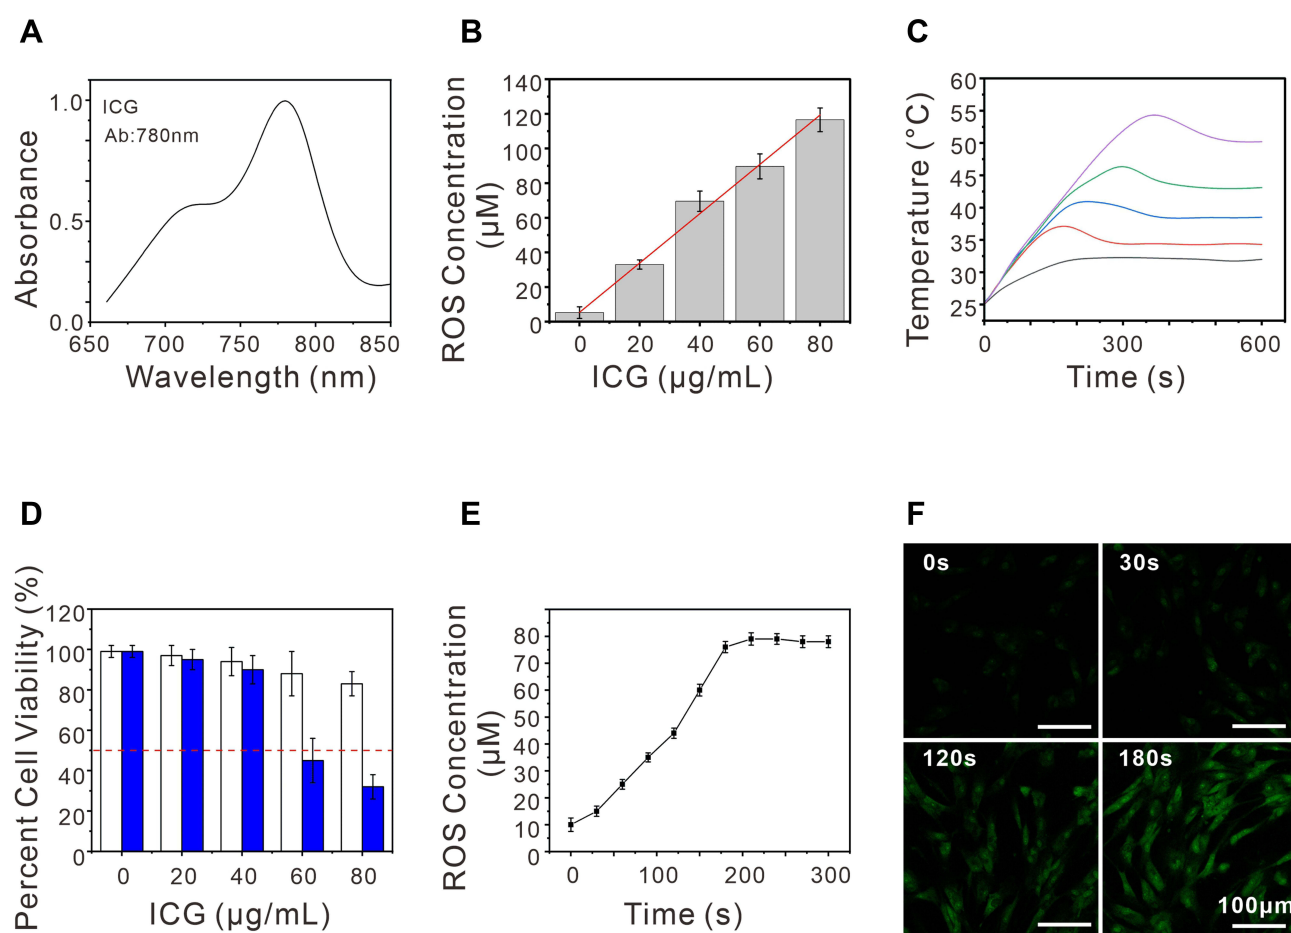 A
Absorbance
1.0
0.5
0.0
ICG
Ab:780nm
650 700 750 800 850
Wavelength (nm)
B
ROS Concentration
(μM)
140
120
100
80
60
40
20
0
0 20 40 60 80
ICG (μg/mL)
C
Temperature (°C)
60
55
50
45
40
35
30
25
0 300 600
Time (s)
D
Percent Cell Viability (%)
120
100
80
60
40
20
0
0 20 40 60 80
ICG (μg/mL)
E
ROS Concentration
(μM)
80
70
60
50
40
30
20
10
0
0 100 200 300
Time (s)
F
0s
30s
120s
180s
100μm